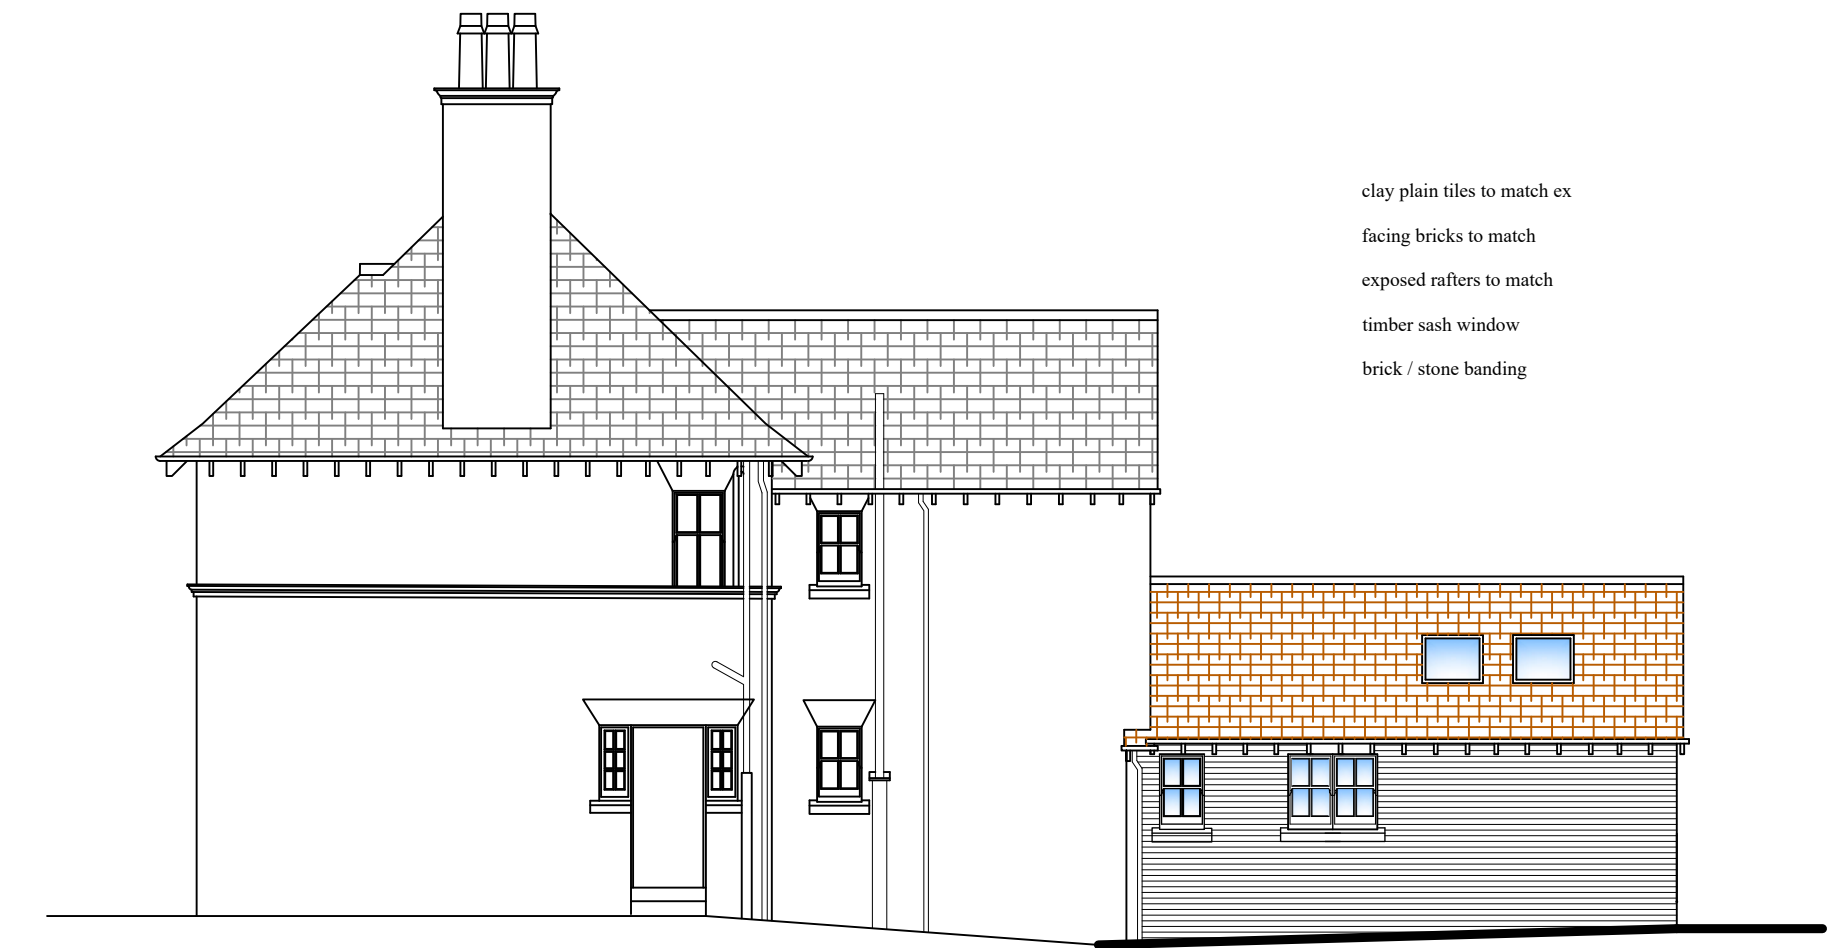 clay plain tiles to match ex
facing bricks to match
exposed rafters to match
timber sash window
brick / stone banding